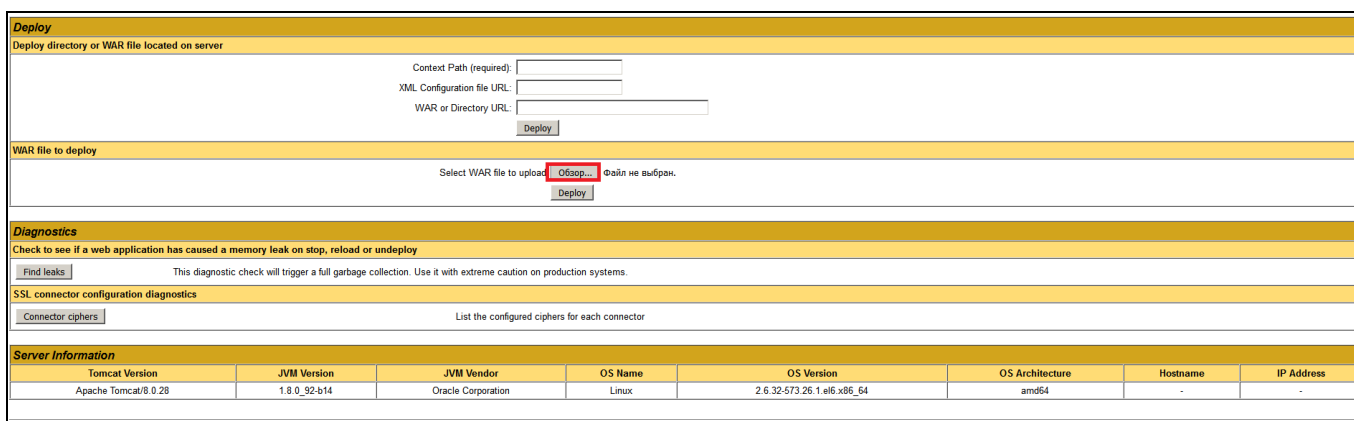 Deploy
Deploy directory or WAR file located on server
Context Path (required):
XML Configuration file URL:
WAR or Directory URL:
Deploy
WAR file to deploy
Select WAR file to upload Обзор... Файл не выбран.
Deploy
Diagnostics
Check to see if a web application has caused a memory leak on stop, reload or undeploy
Find leaks This diagnostic check will trigger a full garbage collection. Use it with extreme caution on production systems.
SSL connector configuration diagnostics
Connector ciphers List the configured ciphers for each connector
Server Information
Tomcat Version JVM Version JVM Vendor OS Name OS Version OS Architecture Hostname IP Address
Apache Tomcat/8.0.28 1.8.0_92-b14 Oracle Corporation Linux 2.6.32-573.26.1.el6.x86_64 amd64 - -